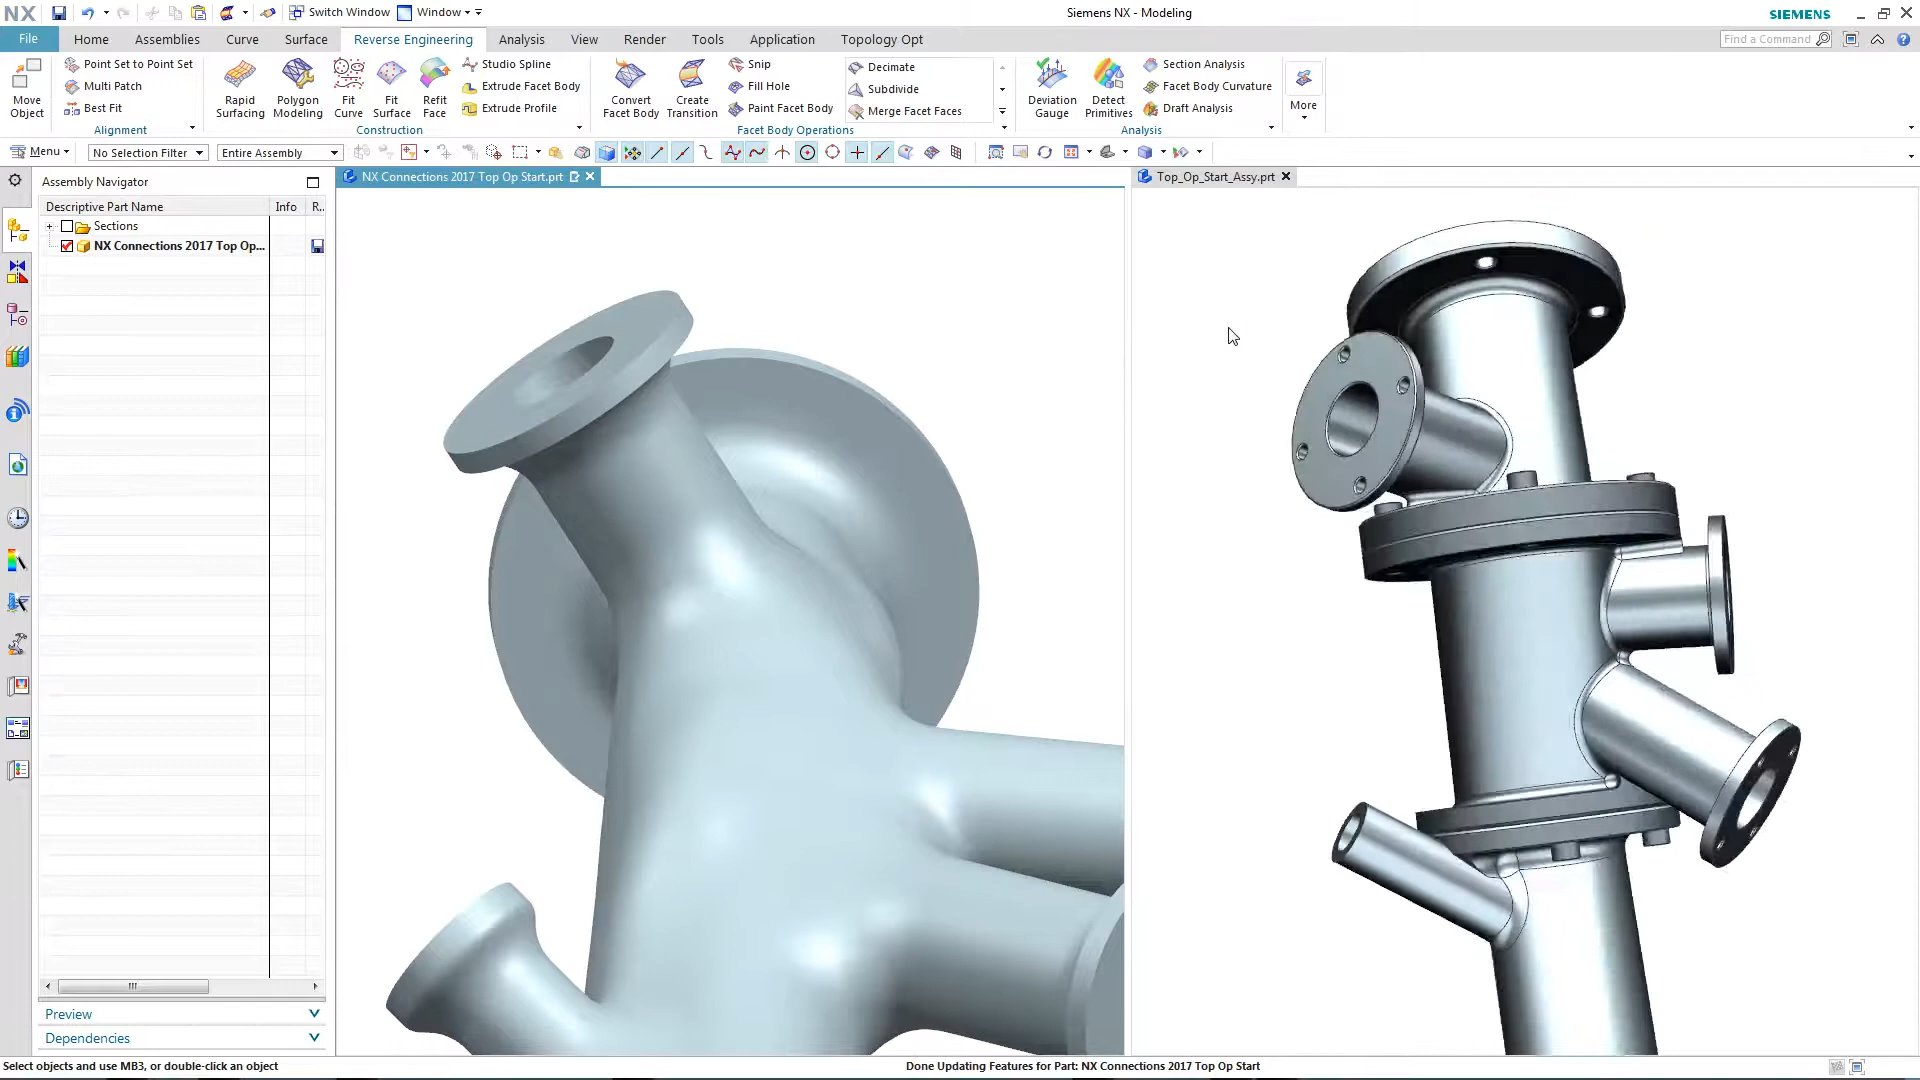 NX
Switch Window
Window
Siemens NX - Modeling
SIEMENS
File
Home
Assemblies
Curve
Surface
Reverse Engineering
Analysis
View
Render
Tools
Application
Topology Opt
Find a Command
Move Object
Point Set to Point Set
Multi Patch
Best Fit
Alignment
Rapid Surfacing
Polygon Modeling
Fit Curve
Fit Surface
Refit Face
Studio Spline
Extrude Facet Body
Extrude Profile
Construction
Convert Facet Body
Create Transition
Snip
Fill Hole
Paint Facet Body
Decimate
Subdivide
Merge Facet Faces
Facet Body Operations
Deviation Gauge
Detect Primitives
Section Analysis
Facet Body Curvature
Draft Analysis
Analysis
More
Menu
No Selection Filter
Entire Assembly
Assembly Navigator
Descriptive Part Name
Info
R..
Sections
NX Connections 2017 Top Op...
NX Connections 2017 Top Op Start.prt
Top_Op_Start_Assy.prt
Preview
Dependencies
Select objects and use MB3, or double-click an object
Done Updating Features for Part: NX Connections 2017 Top Op Start